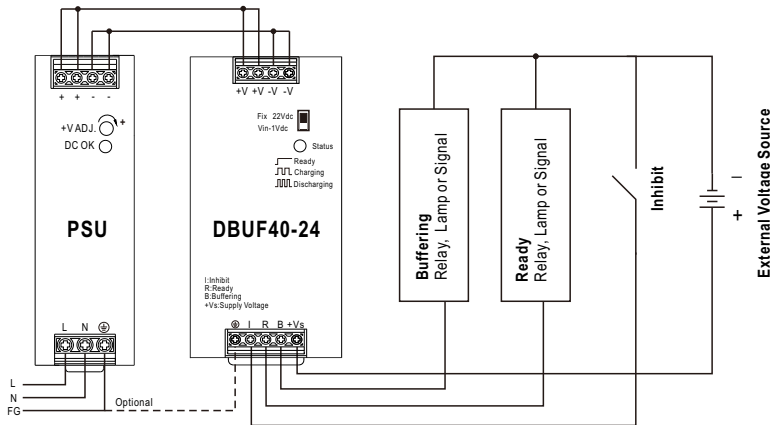 + + - -
+V ADJ.
+
DC OK
PSU
L N
L
N
FG
Optional
+V +V -V -V
Fix 22Vdc
Vin-1Vdc
Status
Ready
Charging
Discharging
DBUF40-24
I:Inhibit
R:Ready
B:Buffering
+Vs:Supply Voltage
I R B +Vs
Buffering
Relay, Lamp or Signal
Ready
Relay, Lamp or Signal
Inhibit
− +
External Voltage Source